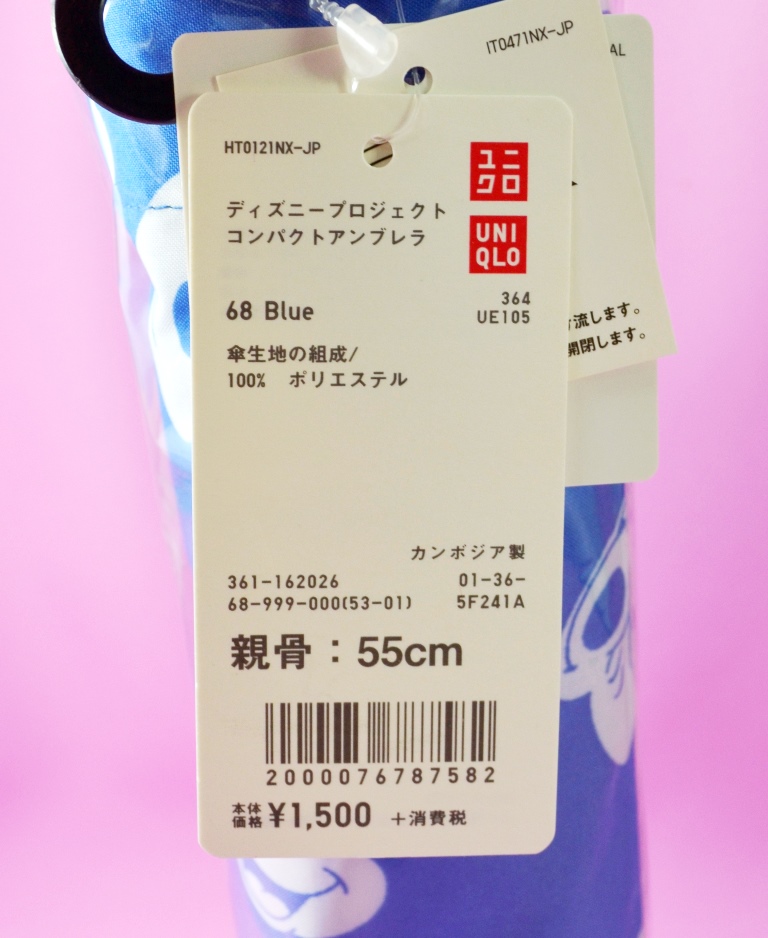 IT0471NX-JP
AL
HT0121NX-JP
ユニ
クロ
UNI
QLO
ディズニープロジェクト
コンパクトアンブレラ
68 Blue
364
UE105
流します。
開閉します。
傘生地の組成/
100% ポリエステル
カンボジア製
361-162026 01-36-
68-999-000(53-01) 5F241A
親骨：55cm
2000076787582
本体
価格 ¥1,500 +消費税